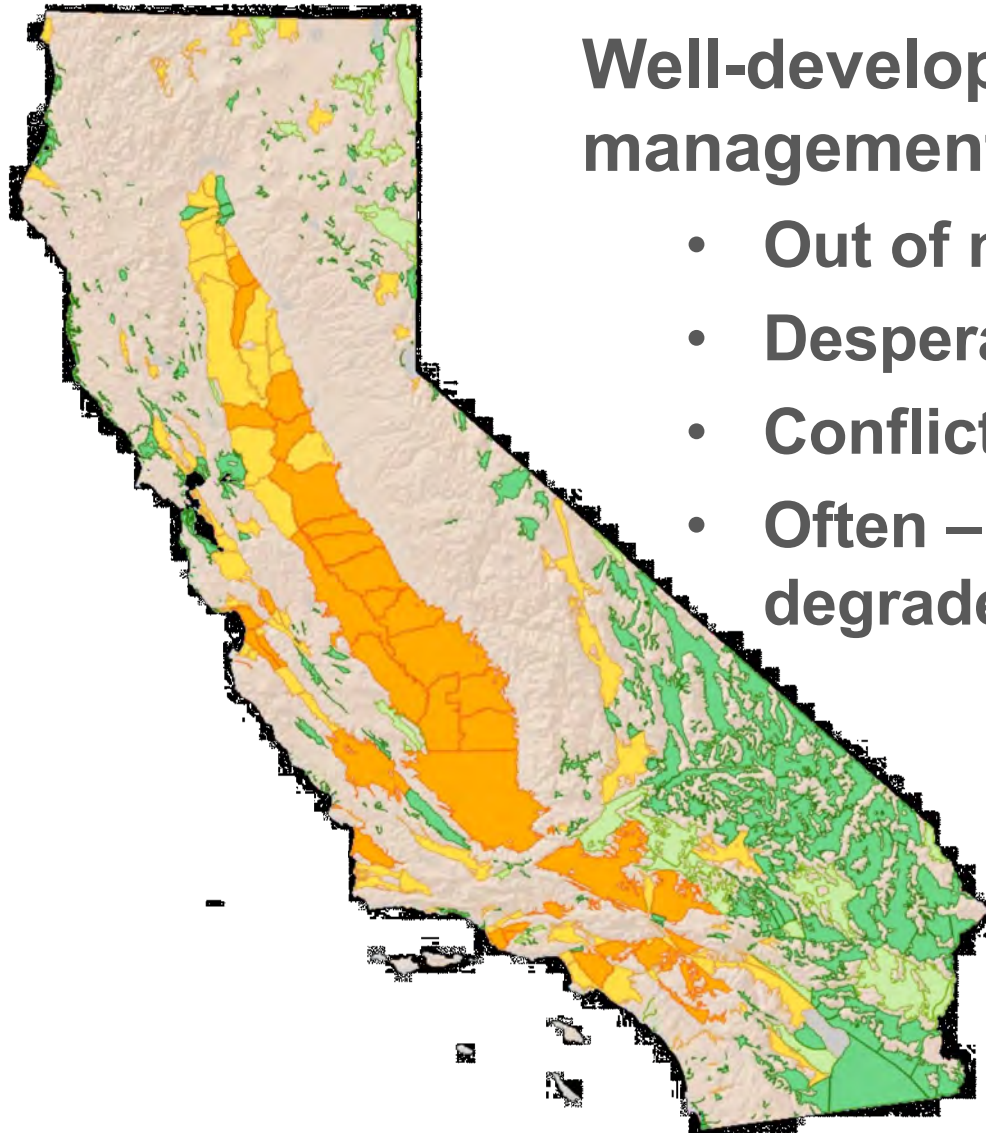 Well-develop
management
• Out of
• Despera
• Conflict
• Often –
degrade